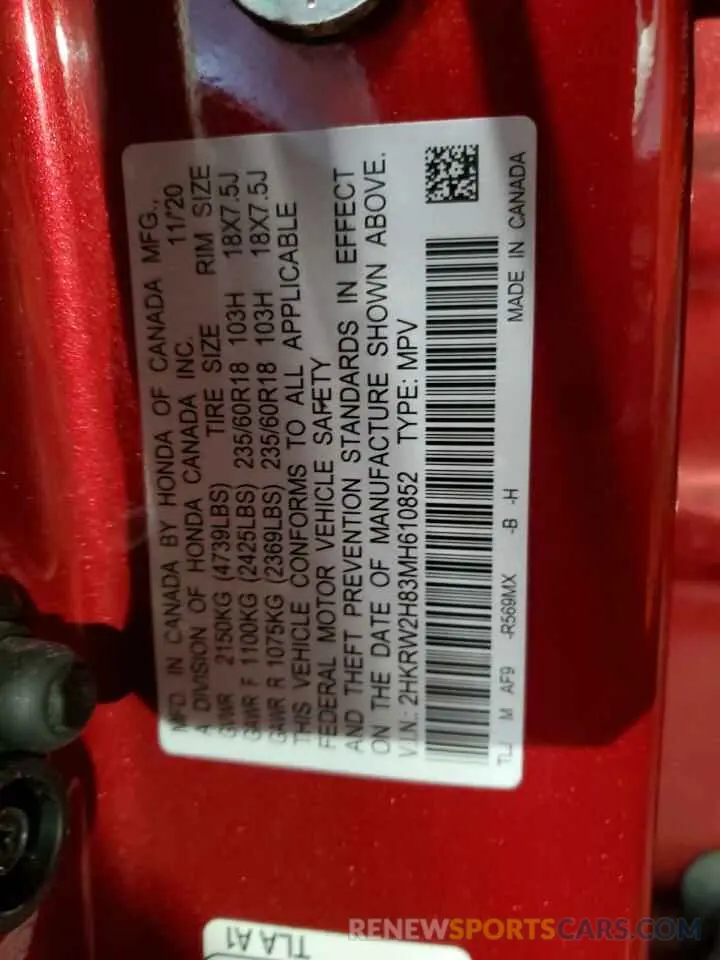 MFD. IN CANADA BY HONDA OF CANADA MFG.,
A DIVISION OF HONDA CANADA INC. 11/'20
GVWR 2150KG (4739LBS) TIRE SIZE RIM SIZE
GAWR F 1100KG (2425LBS) 235/60R18 103H 18X7.5J
GAWR R 1075KG (2369LBS) 235/60R18 103H 18X7.5J
THIS VEHICLE CONFORMS TO ALL APPLICABLE
FEDERAL MOTOR VEHICLE SAFETY
AND THEFT PREVENTION STANDARDS IN EFFECT
ON THE DATE OF MANUFACTURE SHOWN ABOVE.
V.I.N.: 2HKRW2H83MH610852 TYPE: MPV
TLJ M AF9 -R569MX -B -H MADE IN CANADA
TLA A1
RENEWSPORTSCARS.COM